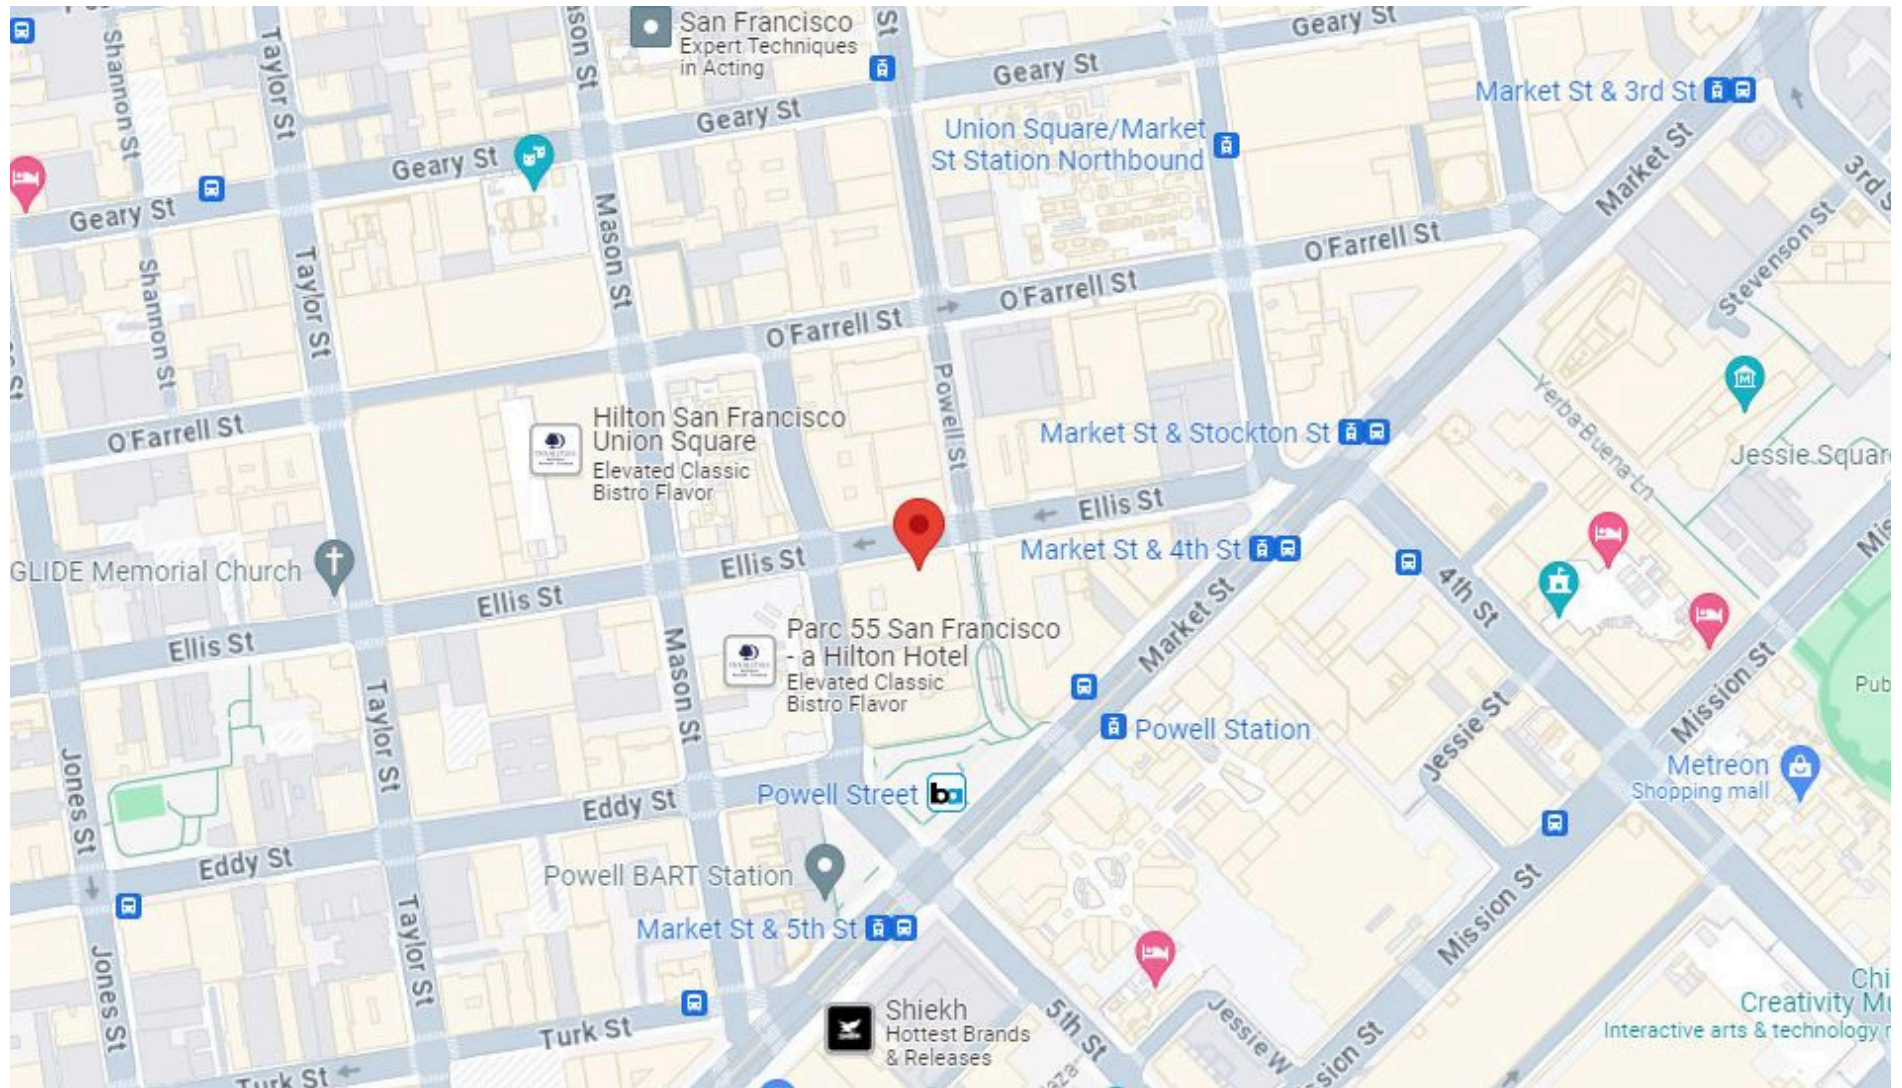 San Francisco
Expert Techniques
in Acting
St
Geary St
Geary St
Geary St
Geary St
Geary St
Shannon St
Shannon St
Taylor St
Taylor St
Mason St
Union Square/Market
St Station Northbound
Market St & 3rd St
Market St
Stevenson St
O'Farrell St
O'Farrell St
O'Farrell St
O'Farrell St
Powell St
Hilton San Francisco
Union Square
Elevated Classic
Bistro Flavor
Market St & Stockton St
Yerba Buena Ln
Ellis St
Market St & 4th St
Ellis St
Ellis St
Ellis St
GLIDE Memorial Church
4th St
Market St
Parc 55 San Francisco
- a Hilton Hotel
Elevated Classic
Bistro Flavor
Mason St
Taylor St
Jones St
Mission St
Jessie St
Powell Station
Metreon
Shopping mall
Powell Street
ba
Eddy St
Eddy St
Powell BART Station
Market St & 5th St
Taylor St
Jones St
Mission St
Shiekh
Hottest Brands
& Releases
5th St
Turk St
Turk St
Creativity
Interactive arts & technology